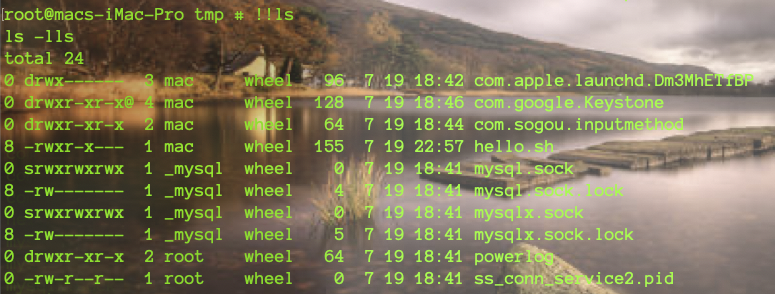 root@macs-iMac-Pro tmp # !!ls
ls -lls
total 24
0 drwx------  3 mac     wheel   96  7 19 18:42 com.apple.launchd.Dm3MhETfBP
0 drwxr-xr-x@ 4 mac     wheel  128  7 19 18:46 com.google.Keystone
0 drwxr-xr-x  2 mac     wheel   64  7 19 18:44 com.sogou.inputmethod
8 -rwxr-x---  1 mac     wheel  155  7 19 22:57 hello.sh
0 srwxrwxrwx  1 _mysql  wheel    0  7 19 18:41 mysql.sock
8 -rw-------  1 _mysql  wheel    4  7 19 18:41 mysql.sock.lock
0 srwxrwxrwx  1 _mysql  wheel    0  7 19 18:41 mysqlx.sock
8 -rw-------  1 _mysql  wheel    5  7 19 18:41 mysqlx.sock.lock
0 drwxr-xr-x  2 root    wheel   64  7 19 18:41 powerlog
0 -rw-r--r--  1 root    wheel    0  7 19 18:41 ss_conn_service2.pid